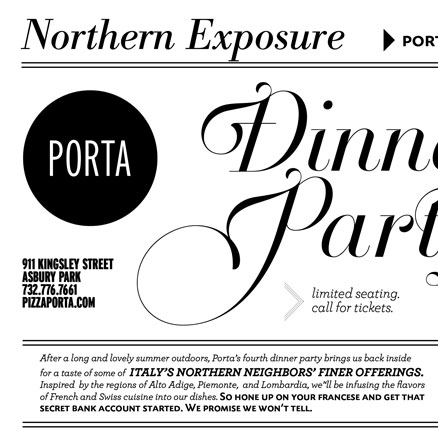 Northern Exposure
PORT
PORTA
Dinn
Part
911 KINGSLEY STREET
ASBURY PARK
732.776.7661
PIZZAPORTA.COM
limited seating.
call for tickets.
After a long and lovely summer outdoors, Porta's fourth dinner party brings us back inside
for a taste of some of ITALY'S NORTHERN NEIGHBORS' FINER OFFERINGS.
Inspired by the regions of Alto Adige, Piemonte, and Lombardia, we"ll be infusing the flavors
of French and Swiss cuisine into our dishes. SO HONE UP ON YOUR FRANCESE AND GET THAT
SECRET BANK ACCOUNT STARTED. WE PROMISE WE WON'T TELL.